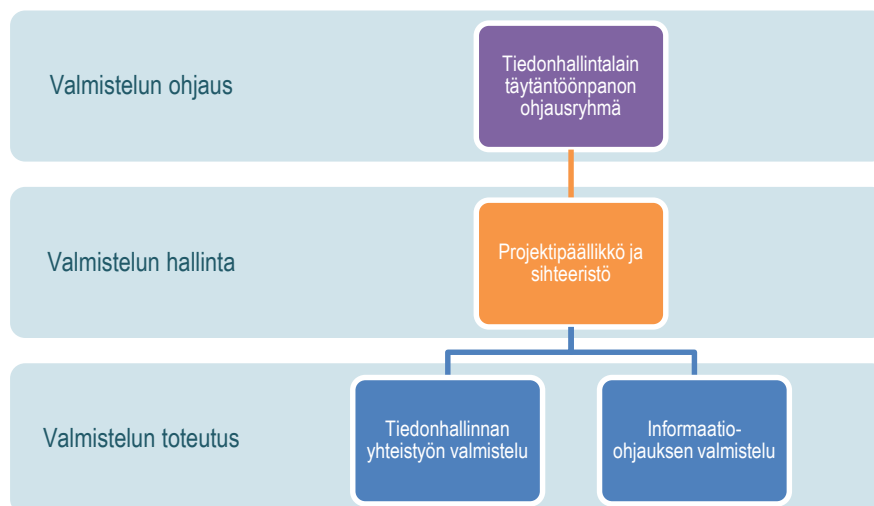 Valmistelun ohjaus
Tiedonhallintalain
täytäntöönpanon
ohjausryhmä
Valmistelun hallinta
Projektipäällikkö ja
sihteeristö
Valmistelun toteutus
Tiedonhallinnan
yhteistyön valmistelu
Informaatio-
ohjauksen valmistelu